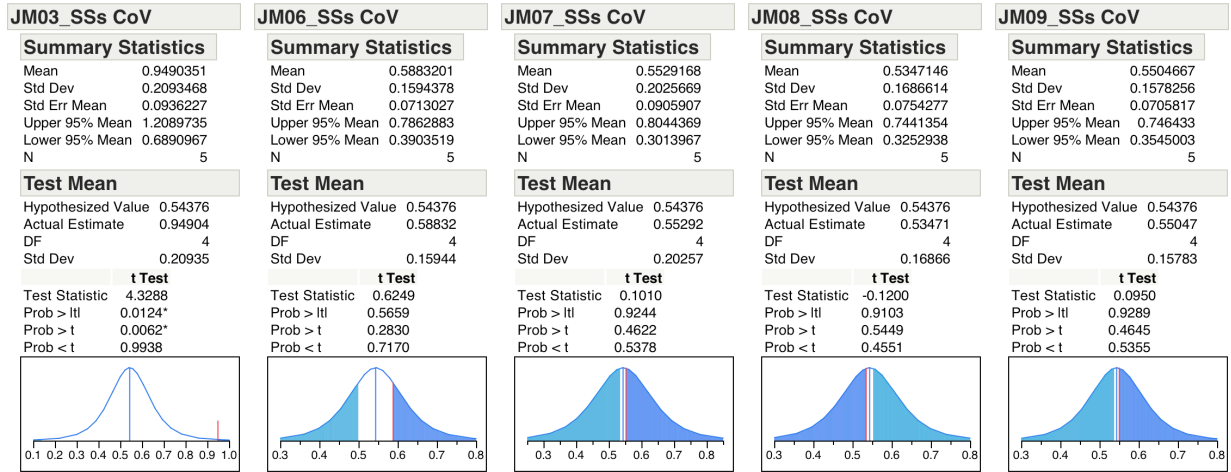 JM03_SSs CoV
Summary Statistics
Mean 0.9490351
Std Dev 0.2093468
Std Err Mean 0.0936227
Upper 95% Mean 1.2089735
Lower 95% Mean 0.6890967
N 5
Test Mean
Hypothesized Value 0.54376
Actual Estimate 0.94904
DF 4
Std Dev 0.20935
t Test
Test Statistic 4.3288
Prob > ltl 0.0124*
Prob > t 0.0062*
Prob < t 0.9938
0.1 0.2 0.3 0.4 0.5 0.6 0.7 0.8 0.9 1.0
JM06_SSs CoV
Summary Statistics
Mean 0.5883201
Std Dev 0.1594378
Std Err Mean 0.0713027
Upper 95% Mean 0.7862883
Lower 95% Mean 0.3903519
N 5
Test Mean
Hypothesized Value 0.54376
Actual Estimate 0.58832
DF 4
Std Dev 0.15944
t Test
Test Statistic 0.6249
Prob > ltl 0.5659
Prob > t 0.2830
Prob < t 0.7170
0.3 0.4 0.5 0.6 0.7 0.8
JM07_SSs CoV
Summary Statistics
Mean 0.5529168
Std Dev 0.2025669
Std Err Mean 0.0905907
Upper 95% Mean 0.8044369
Lower 95% Mean 0.3013967
N 5
Test Mean
Hypothesized Value 0.54376
Actual Estimate 0.55292
DF 4
Std Dev 0.20257
t Test
Test Statistic 0.1010
Prob > ltl 0.9244
Prob > t 0.4622
Prob < t 0.5378
0.3 0.4 0.5 0.6 0.7 0.8
JM08_SSs CoV
Summary Statistics
Mean 0.5347146
Std Dev 0.1686614
Std Err Mean 0.0754277
Upper 95% Mean 0.7441354
Lower 95% Mean 0.3252938
N 5
Test Mean
Hypothesized Value 0.54376
Actual Estimate 0.53471
DF 4
Std Dev 0.16866
t Test
Test Statistic -0.1200
Prob > ltl 0.9103
Prob > t 0.5449
Prob < t 0.4551
0.3 0.4 0.5 0.6 0.7 0.8
JM09_SSs CoV
Summary Statistics
Mean 0.5504667
Std Dev 0.1578256
Std Err Mean 0.0705817
Upper 95% Mean 0.746433
Lower 95% Mean 0.3545003
N 5
Test Mean
Hypothesized Value 0.54376
Actual Estimate 0.55047
DF 4
Std Dev 0.15783
t Test
Test Statistic 0.0950
Prob > ltl 0.9289
Prob > t 0.4645
Prob < t 0.5355
0.3 0.4 0.5 0.6 0.7 0.8